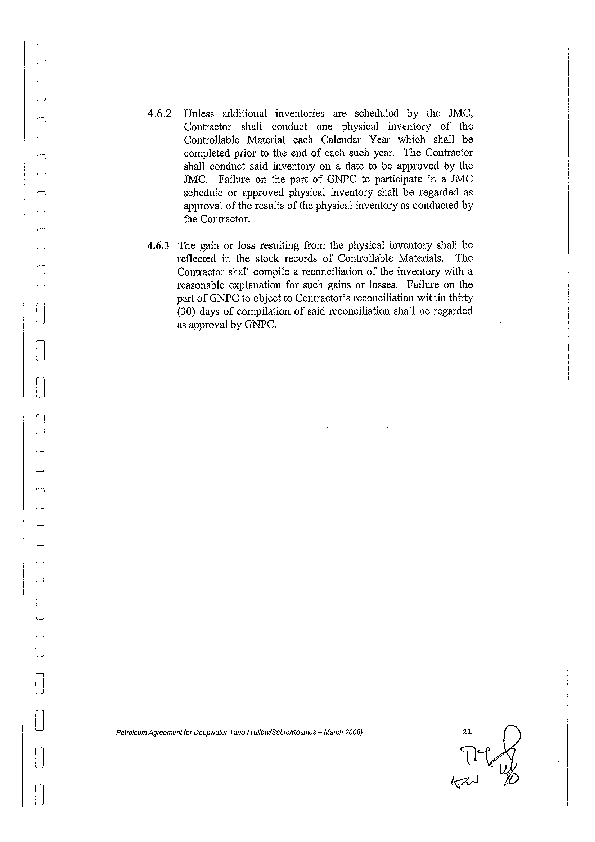 4.6.2 Unless additional inventories are scheduled by the JMC,
Contractor shall conduct one physical inventory of the
Controllable Material each Calendar Year which shall be
completed prior to the end of each such year. The Contractor
shall conduct said inventory on a date to be approved by the
JMC. Failure on the part of GNPC to participate in a JMC
schedule or approved physical inventory shall be regarded as
approval of the results of the physical inventory as conducted by
the Contractor.
4.6.3 The gain or loss resulting from the physical inventory shall be
reflected in the stock records of Controllable Materials. The
Contractor shall compile a reconciliation of the inventory with a
reasonable explanation for such gains or losses. Failure on the
part of GNPC to object to Contractor's reconciliation within thirty
(30) days of compilation of said reconciliation shall be regarded
as approval by GNPC.
Petroleum Agreement for Deepwater Tano (Tullow/Sabre/Kosmos – March 2006) 21